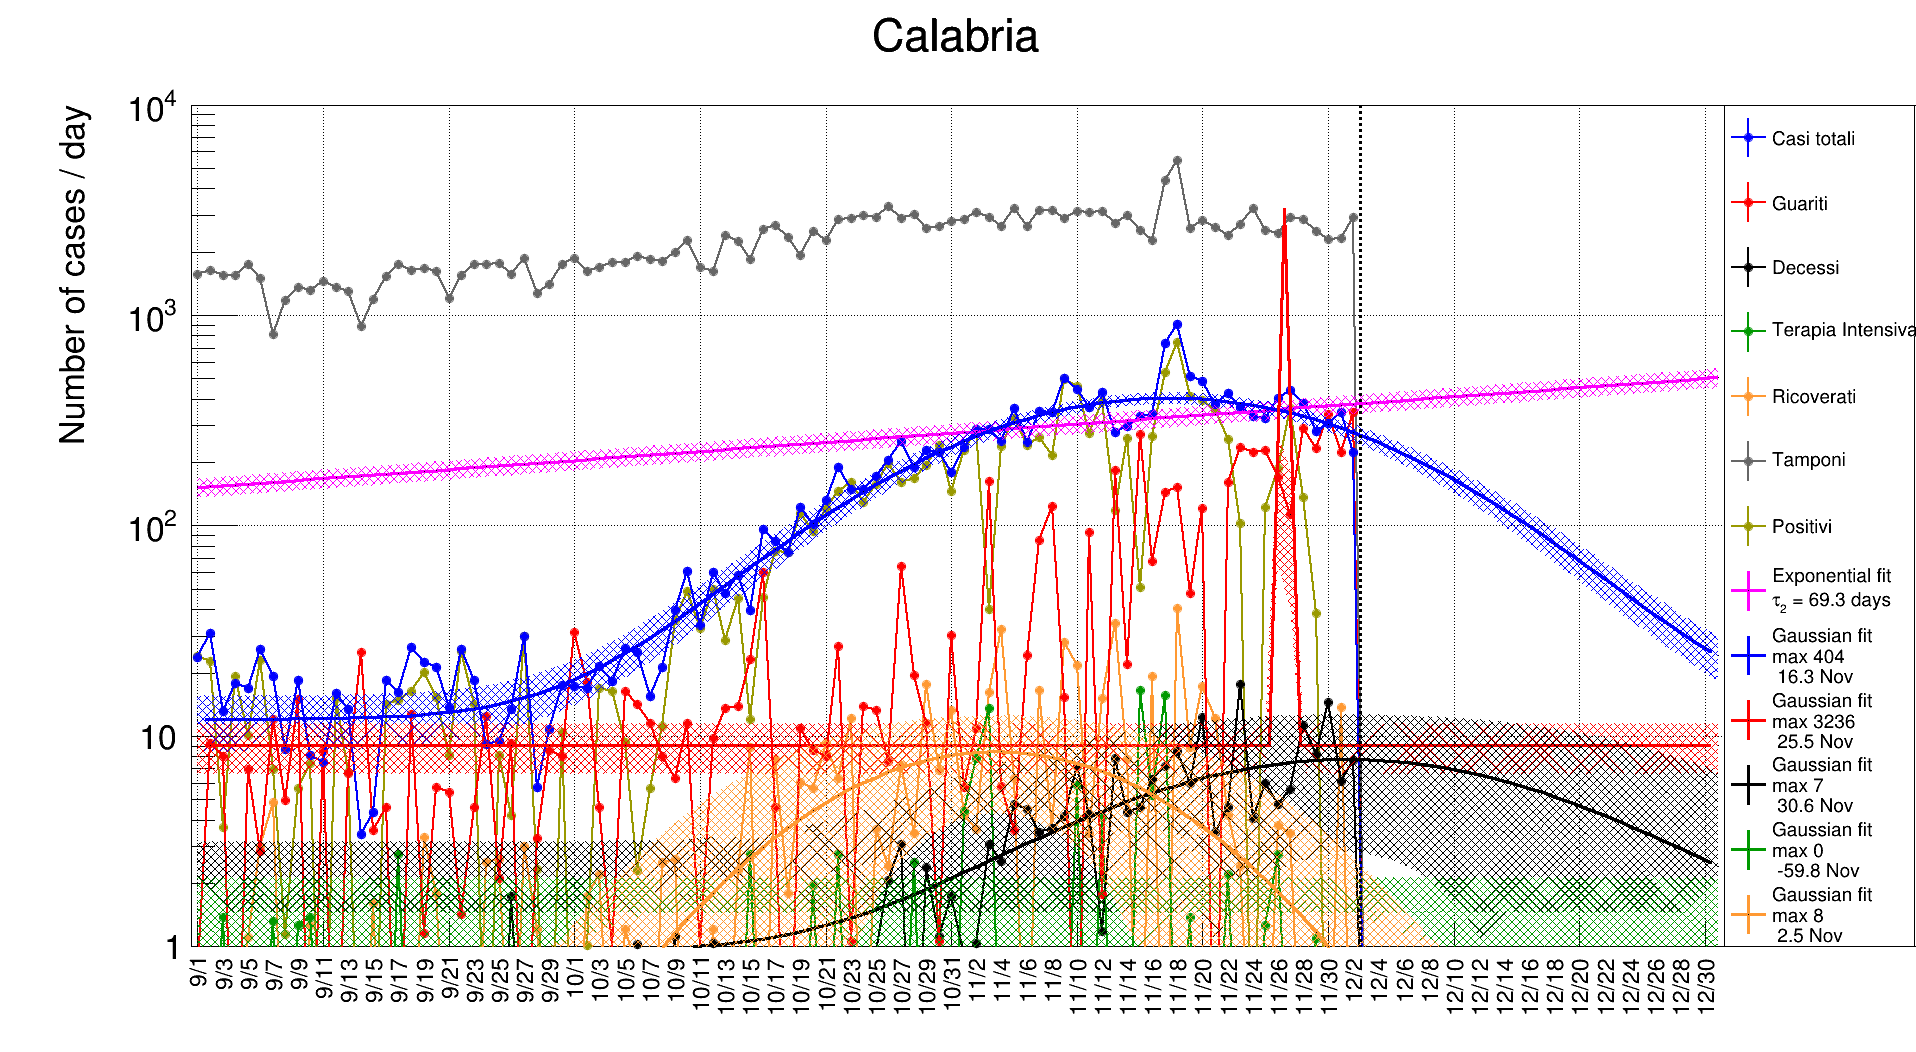 Calabria
Number of cases / day
10^4
10^3
10^2
10
1
9/1
9/3
9/5
9/7
9/9
9/11
9/13
9/15
9/17
9/19
9/21
9/23
9/25
9/27
9/29
10/1
10/3
10/5
10/7
10/9
10/11
10/13
10/15
10/17
10/19
10/21
10/23
10/25
10/27
10/29
10/31
11/2
11/4
11/6
11/8
11/10
11/12
11/14
11/16
11/18
11/20
11/22
11/24
11/26
11/28
11/30
12/2
12/4
12/6
12/8
12/10
12/12
12/14
12/16
12/18
12/20
12/22
12/24
12/26
12/28
12/30
Casi totali
Guariti
Decessi
Terapia Intensiva
Ricoverati
Tamponi
Positivi
Exponential fit
τ_2 = 69.3 days
Gaussian fit
max 404
16.3 Nov
Gaussian fit
max 3236
25.5 Nov
Gaussian fit
max 7
30.6 Nov
Gaussian fit
max 0
-59.8 Nov
Gaussian fit
max 8
2.5 Nov